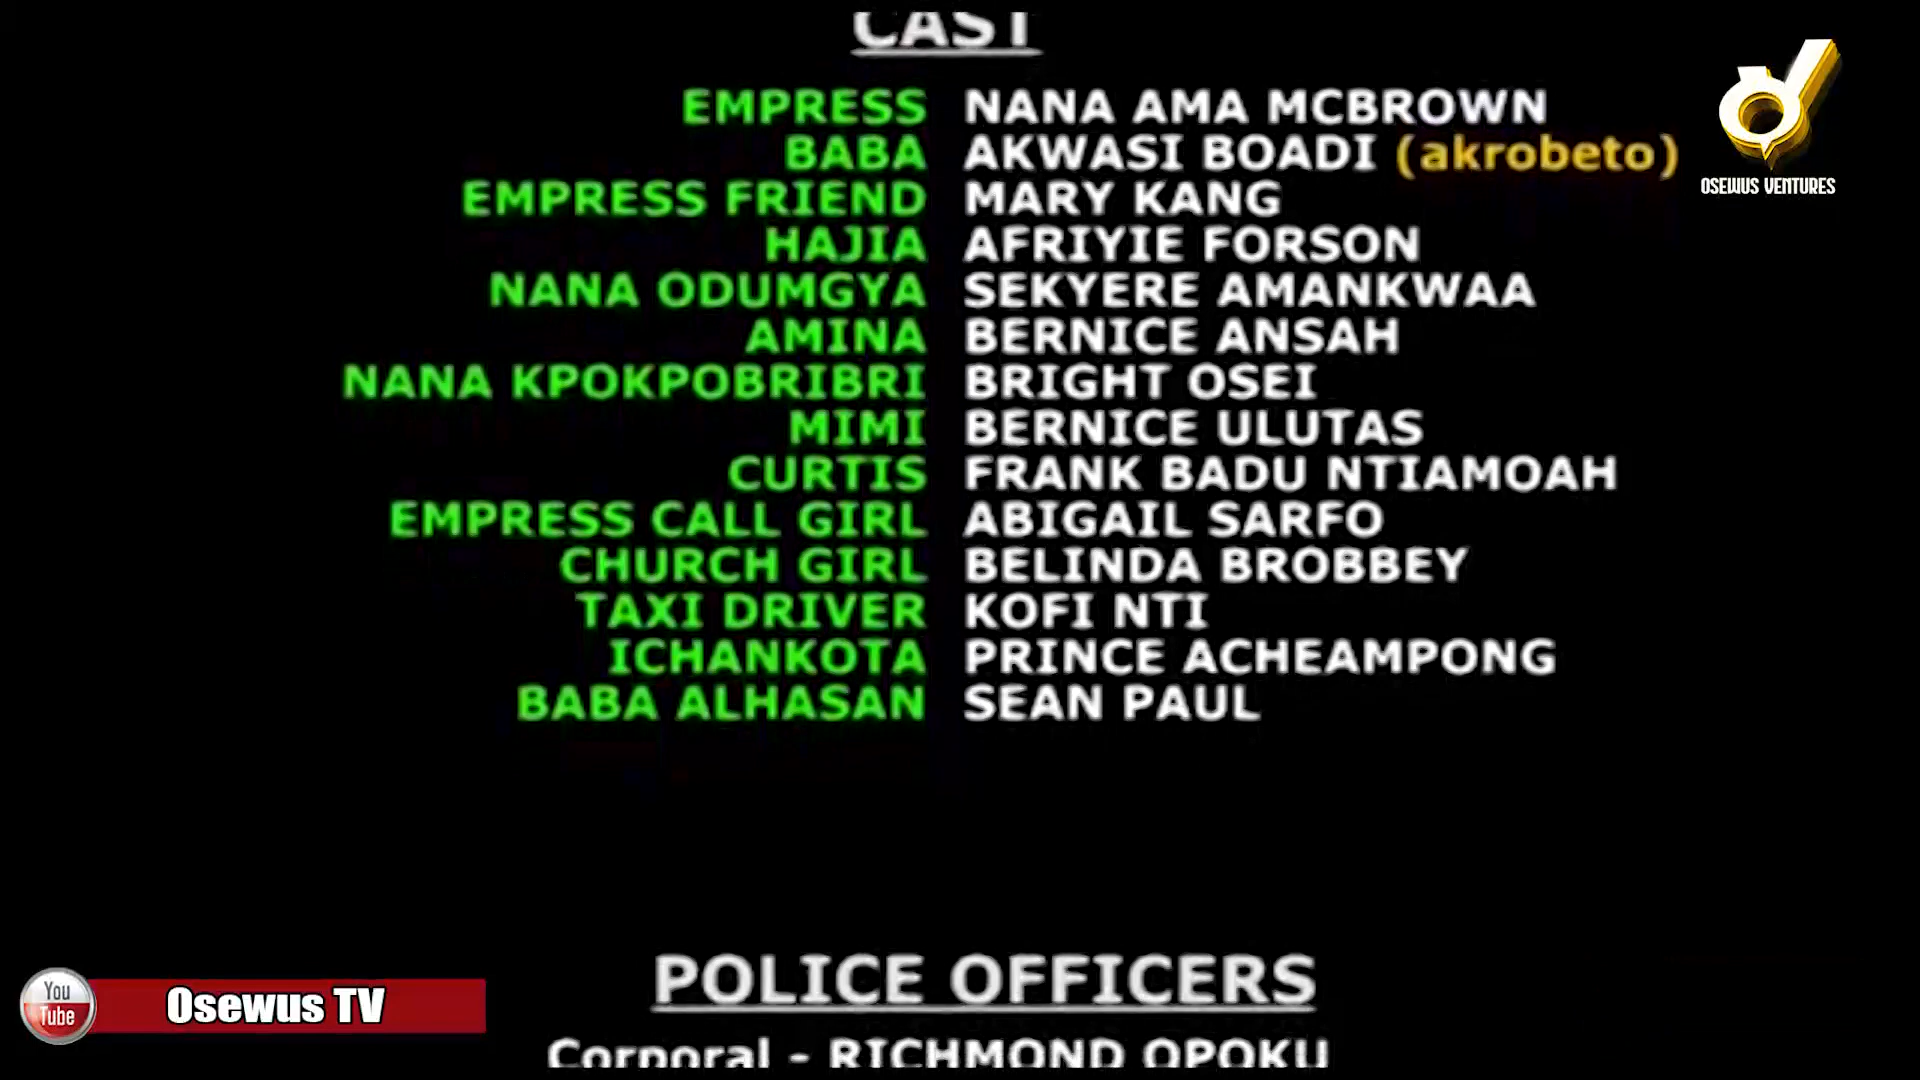 CAST
EMPRESS NANA AMA MCBROWN
BABA AKWASI BOADI (akrobeto)
EMPRESS FRIEND MARY KANG
HAJIA AFRIYIE FORSON
NANA ODUMGYA SEKYERE AMANKWAA
AMINA BERNICE ANSAH
NANA KPOKPOBRIBRI BRIGHT OSEI
MIMI BERNICE ULUTAS
CURTIS FRANK BADU NTIAMOAH
EMPRESS CALL GIRL ABIGAIL SARFO
CHURCH GIRL BELINDA BROBBEY
TAXI DRIVER KOFI NTI
ICHANKOTA PRINCE ACHEAMPONG
BABA ALHASAN SEAN PAUL
OSEWUS VENTURES
POLICE OFFICERS
Corporal - RICHMOND OPOKU
You
Tube
Osewus TV